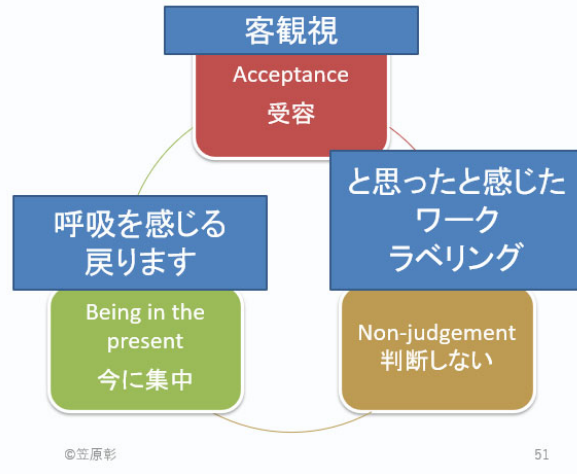 客観視
Acceptance
受容
と思ったと感じた
ワーク
ラベリング
Non-judgement
判断しない
呼吸を感じる
戻ります
Being in the
present
今に集中
©笠原彰
51